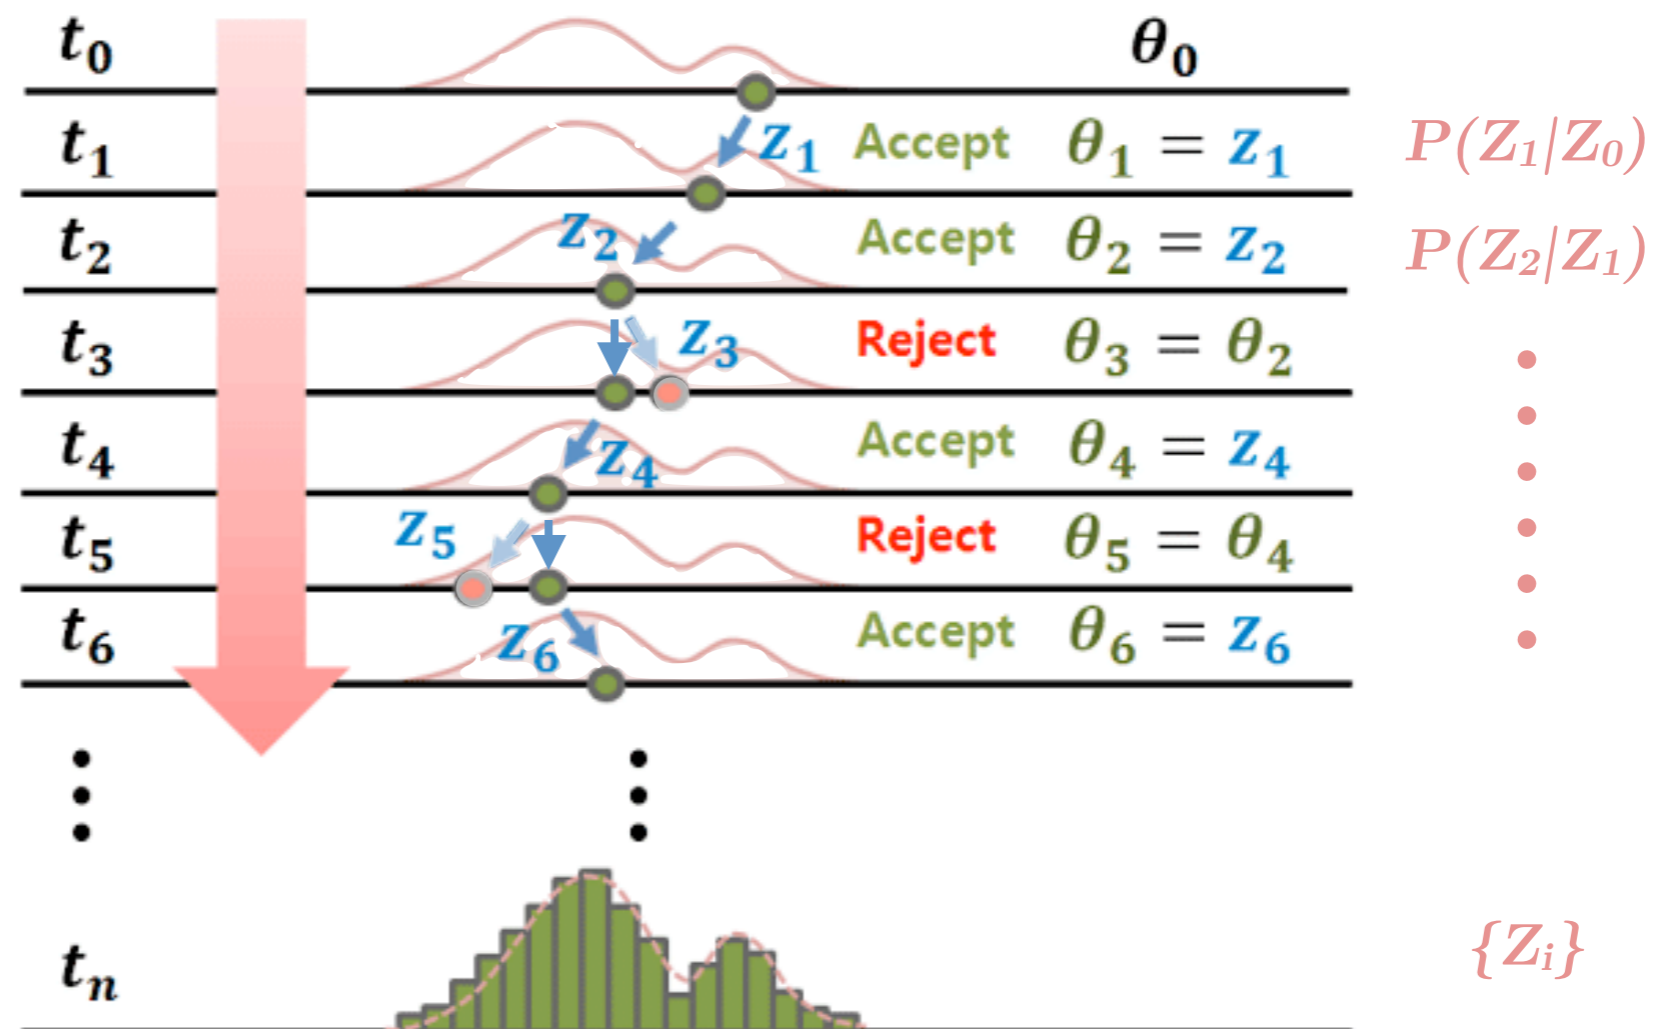 t₀ θ₀
t₁ z₁ Accept θ₁ = z₁ P(Z₁|Z₀)
t₂ z₂ Accept θ₂ = z₂ P(Z₂|Z₁)
t₃ z₃ Reject θ₃ = θ₂
t₄ z₄ Accept θ₄ = z₄
t₅ z₅ Reject θ₅ = θ₄
t₆ z₆ Accept θ₆ = z₆
tₙ {Zᵢ}